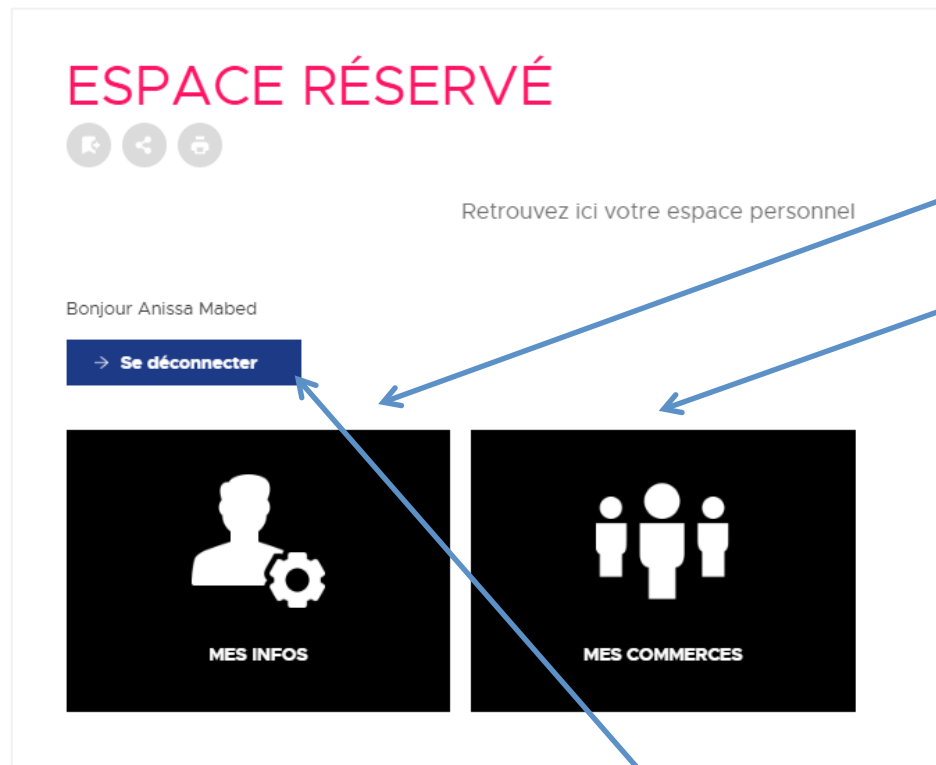 ESPACE RÉSERVÉ
Retrouvez ici votre espace personnel
Bonjour Anissa Mabed
→ Se déconnecter
MES INFOS
MES COMMERCES